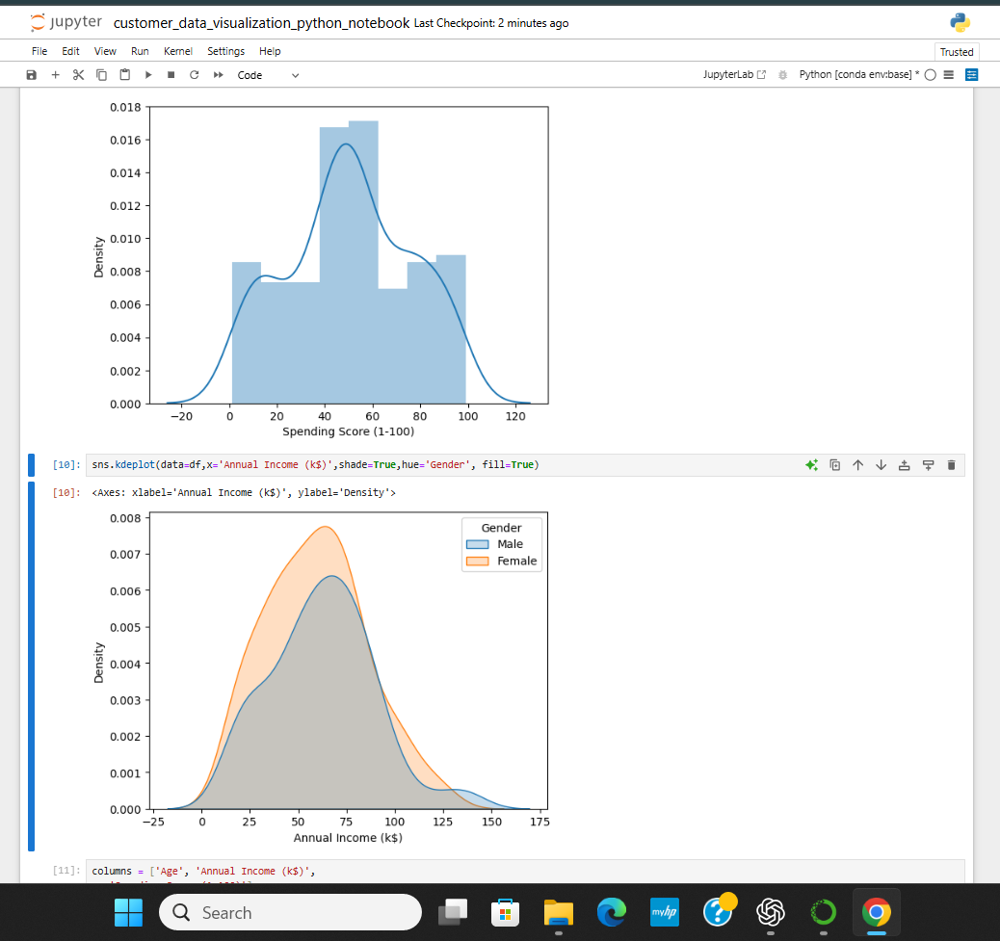 jupyter customer_data_visualization_python_notebook Last Checkpoint: 2 minutes ago
File Edit View Run Kernel Settings Help Trusted
Code JupyterLab Python [conda env:base] *
0.018
0.016
0.014
0.012
0.010
0.008
0.006
0.004
0.002
0.000
Density
−20 0 20 40 60 80 100 120
Spending Score (1-100)
[10]: sns.kdeplot(data=df,x='Annual Income (k$)',shade=True,hue='Gender', fill=True)
[10]: <Axes: xlabel='Annual Income (k$)', ylabel='Density'>
0.008
0.007
0.006
0.005
0.004
0.003
0.002
0.001
0.000
Density
Gender
Male
Female
−25 0 25 50 75 100 125 150 175
Annual Income (k$)
[11]: columns = ['Age', 'Annual Income (k$)',
Search
myhp
?